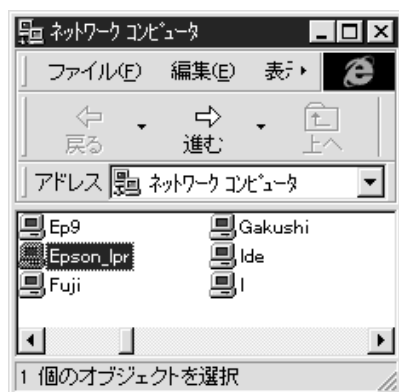 ネットワーク コンピュータ
ファイル(F) 編集(E) 表示
戻る 進む 上へ
アドレス ネットワーク コンピュータ
Ep9 Gakushi
Epson_lpr Ide
Fuji I
1 個のオブジェクトを選択